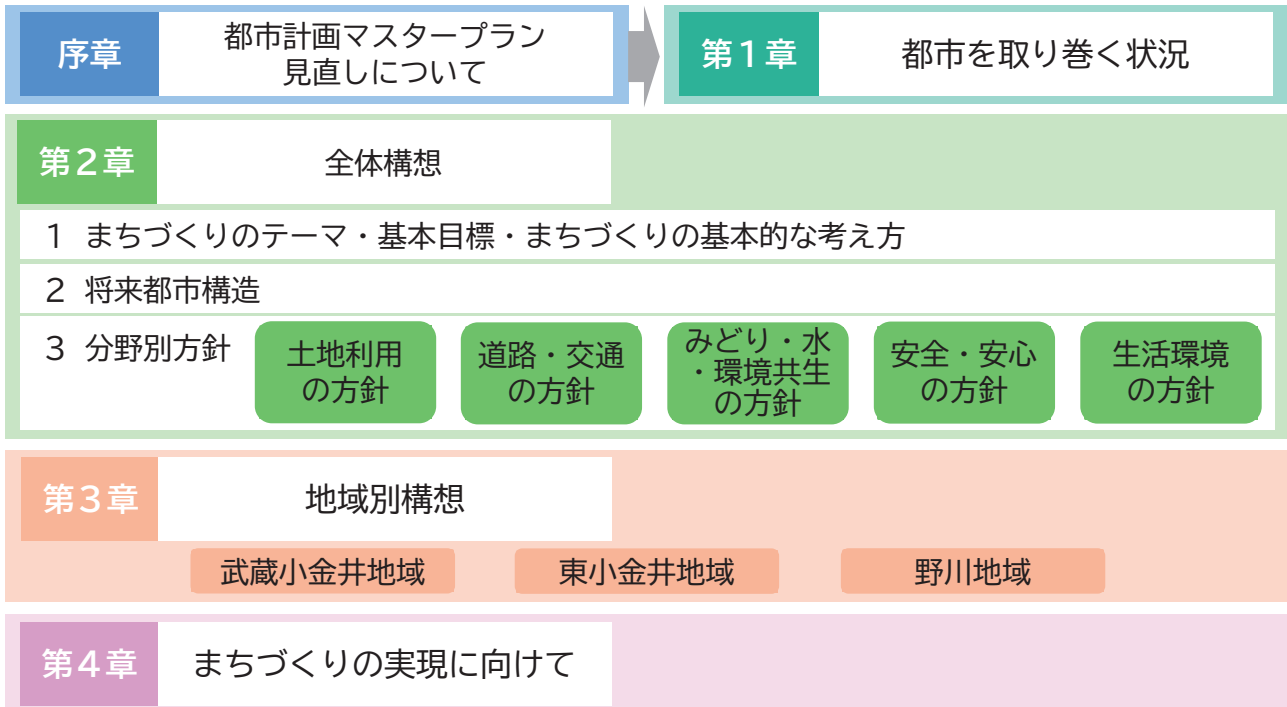 序章
都市計画マスタープラン
見直しについて
第1章
都市を取り巻く状況
第2章
全体構想
1 まちづくりのテーマ・基本目標・まちづくりの基本的な考え方
2 将来都市構造
3 分野別方針
土地利用
の方針
道路・交通
の方針
みどり・水
・環境共生
の方針
安全・安心
の方針
生活環境
の方針
第3章
地域別構想
武蔵小金井地域
東小金井地域
野川地域
第4章
まちづくりの実現に向けて